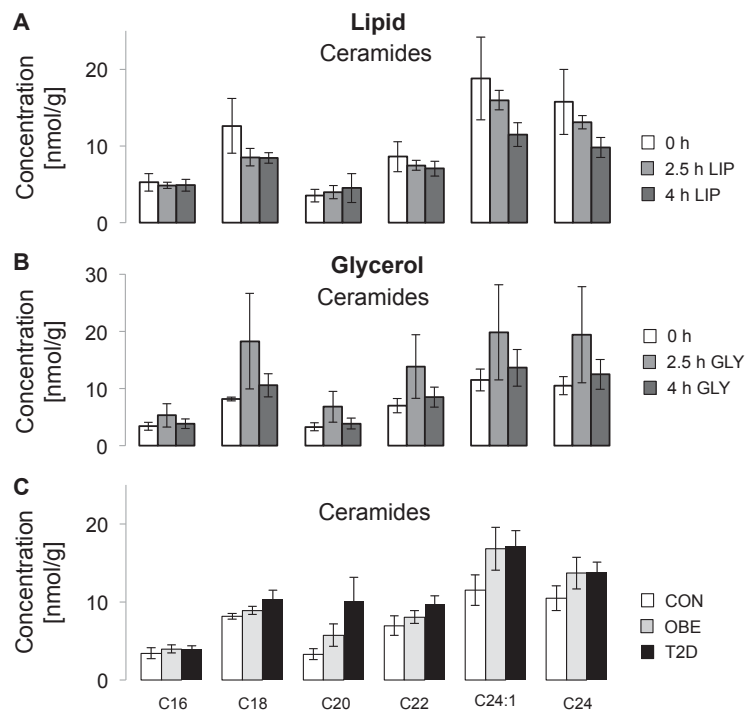 A
Lipid
Ceramides
Concentration
[nmol/g]
20
10
0
0 h
2.5 h LIP
4 h LIP
B
Glycerol
Ceramides
Concentration
[nmol/g]
30
20
10
0
0 h
2.5 h GLY
4 h GLY
C
Ceramides
Concentration
[nmol/g]
20
10
0
CON
OBE
T2D
C16 C18 C20 C22 C24:1 C24